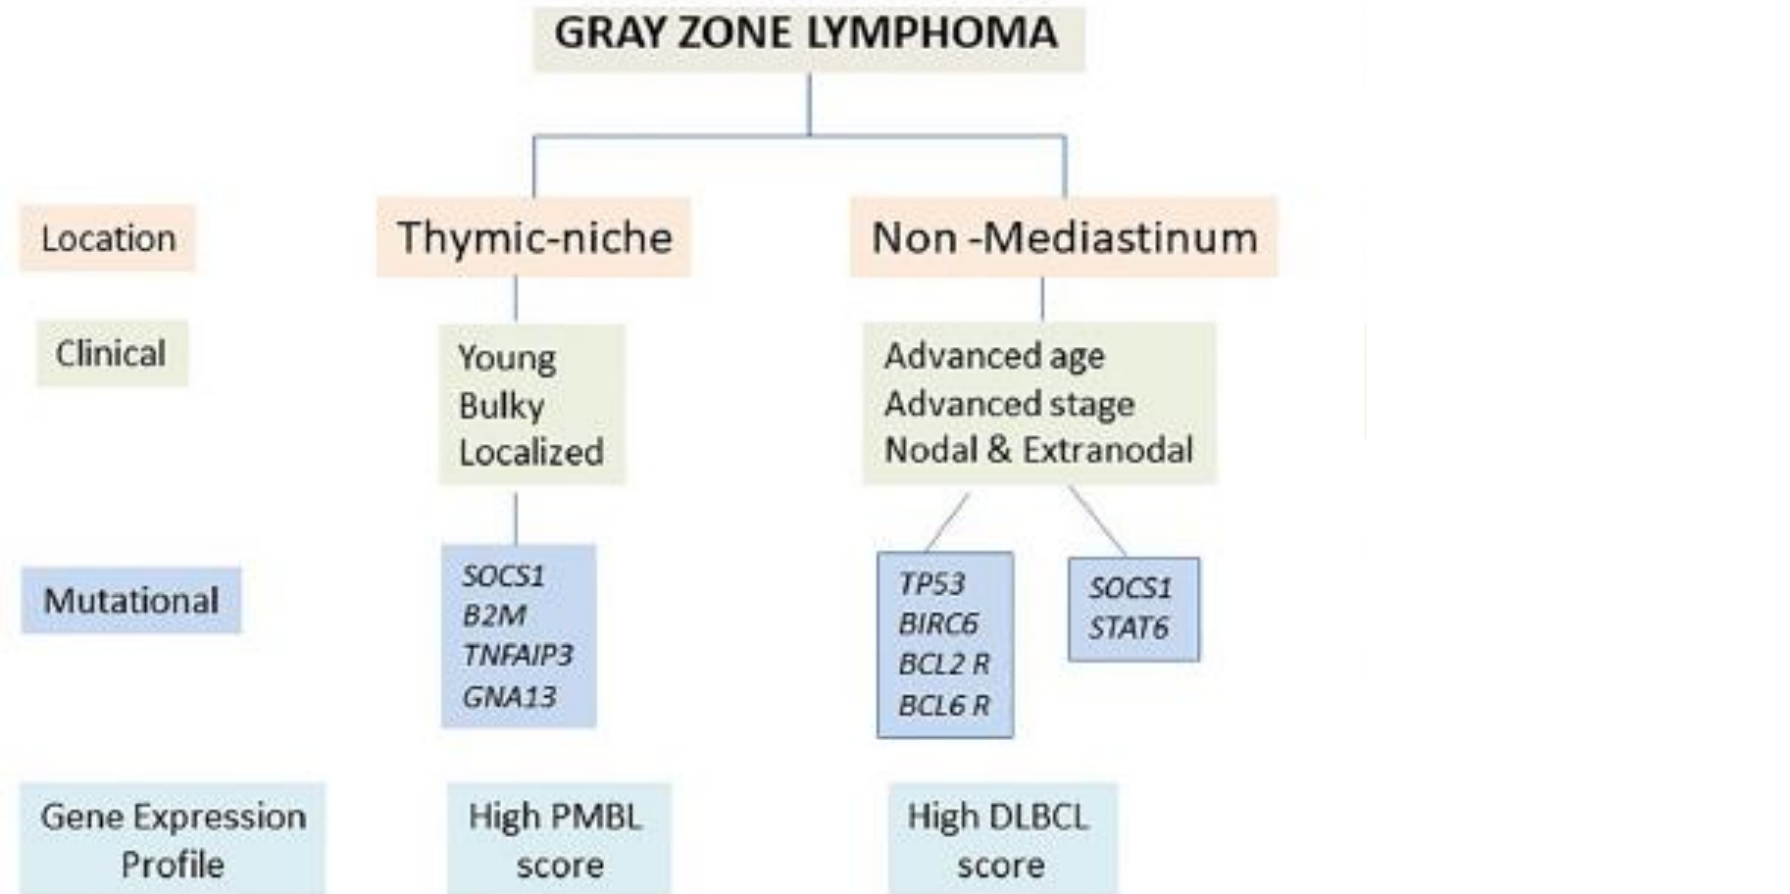 GRAY ZONE LYMPHOMA
Location
Thymic-niche
Non -Mediastinum
Clinical
Young
Bulky
Localized
Advanced age
Advanced stage
Nodal & Extranodal
Mutational
SOCS1
B2M
TNFAIP3
GNA13
TP53
BIRC6
BCL2 R
BCL6 R
SOCS1
STAT6
Gene Expression
Profile
High PMBL
score
High DLBCL
score